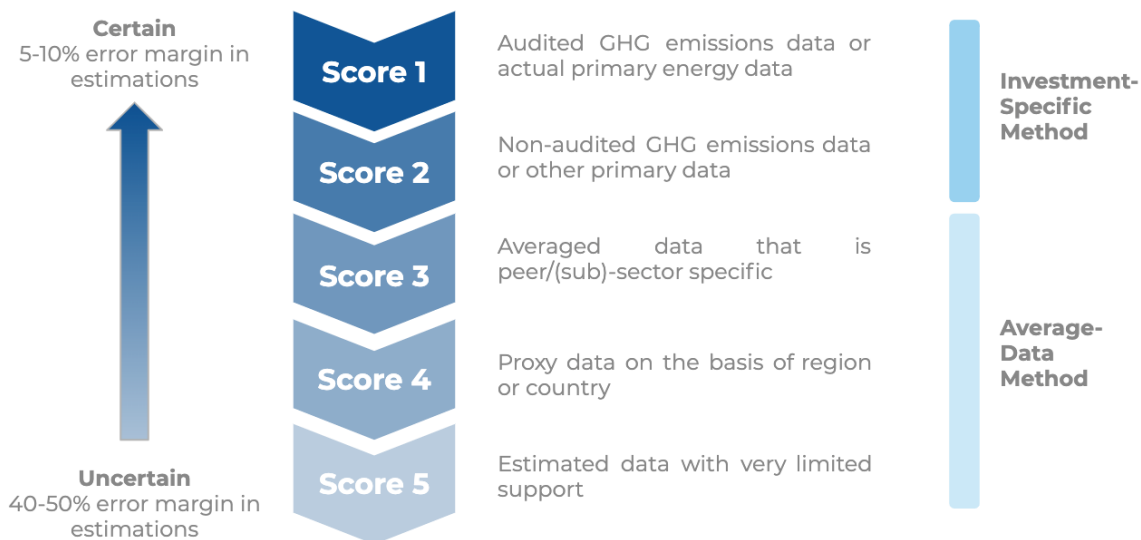 Certain
5-10% error margin in
estimations
Uncertain
40-50% error margin in
estimations
Score 1
Audited GHG emissions data or
actual primary energy data
Score 2
Non-audited GHG emissions data
or other primary data
Score 3
Averaged data that is
peer/(sub)-sector specific
Score 4
Proxy data on the basis of region
or country
Score 5
Estimated data with very limited
support
Investment-
Specific
Method
Average-
Data
Method